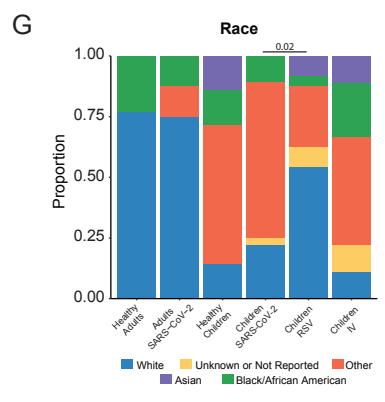 G
Race
0.02
1.00
0.75
0.50
0.25
0.00
Proportion
Healthy
Adults
Adults
SARS-CoV-2
Healthy
Children
Children
SARS-CoV-2
Children
RSV
Children
IV
White
Unknown or Not Reported
Other
Asian
Black/African American